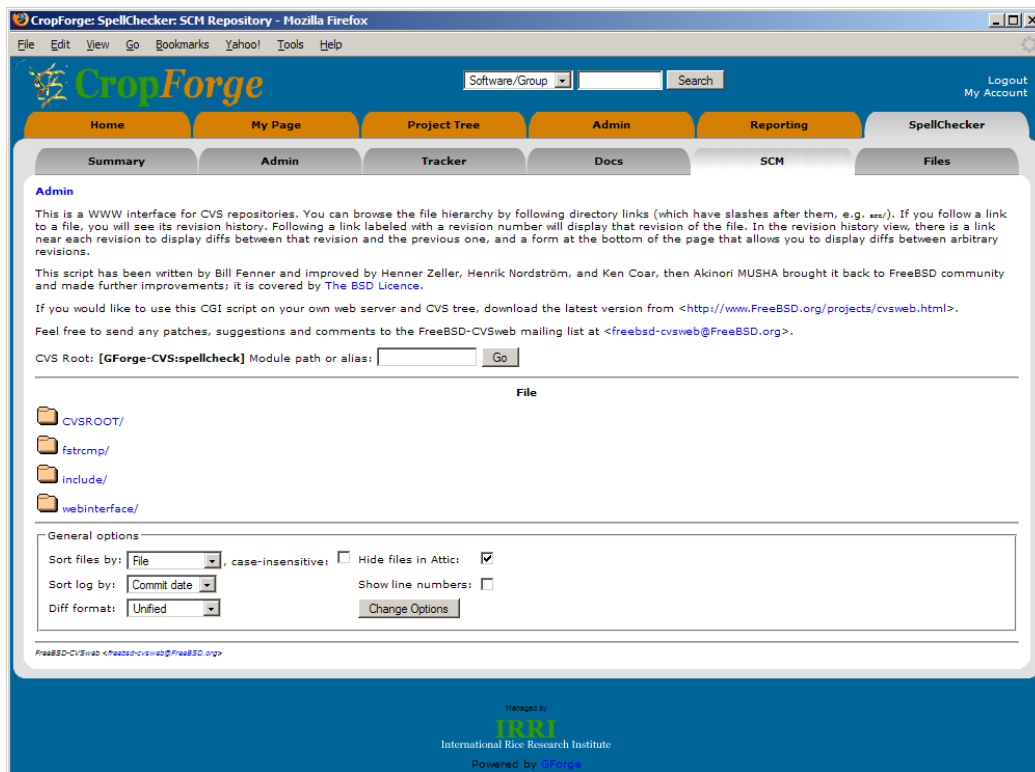 CropForge: SpellChecker: SCM Repository - Mozilla Firefox
File Edit View Go Bookmarks Yahoo! Tools Help
CropForge
Software/Group Search
Logout
My Account
Home My Page Project Tree Admin Reporting SpellChecker
Summary Admin Tracker Docs SCM Files
Admin
This is a WWW interface for CVS repositories. You can browse the file hierarchy by following directory links (which have slashes after them, e.g. src/). If you follow a link
to a file, you will see its revision history. Following a link labeled with a revision number will display that revision of the file. In the revision history view, there is a link
near each revision to display diffs between that revision and the previous one, and a form at the bottom of the page that allows you to display diffs between arbitrary
revisions.
This script has been written by Bill Fenner and improved by Henner Zeller, Henrik Nordström, and Ken Coar, then Akinori MUSHA brought it back to FreeBSD community
and made further improvements; it is covered by The BSD Licence.
If you would like to use this CGI script on your own web server and CVS tree, download the latest version from <http://www.FreeBSD.org/projects/cvsweb.html>.
Feel free to send any patches, suggestions and comments to the FreeBSD-CVSweb mailing list at <freebsd-cvsweb@FreeBSD.org>.
CVS Root: [GForge-CVS:spellcheck] Module path or alias: Go
File
CVSROOT/
fstrcmp/
include/
webinterface/
General options
Sort files by: File , case-insensitive: Hide files in Attic:
Sort log by: Commit date Show line numbers:
Diff format: Unified Change Options
FreeBSD-CVSweb <freebsd-cvsweb@FreeBSD.org>
Managed by
IRRI
International Rice Research Institute
Powered by GForge